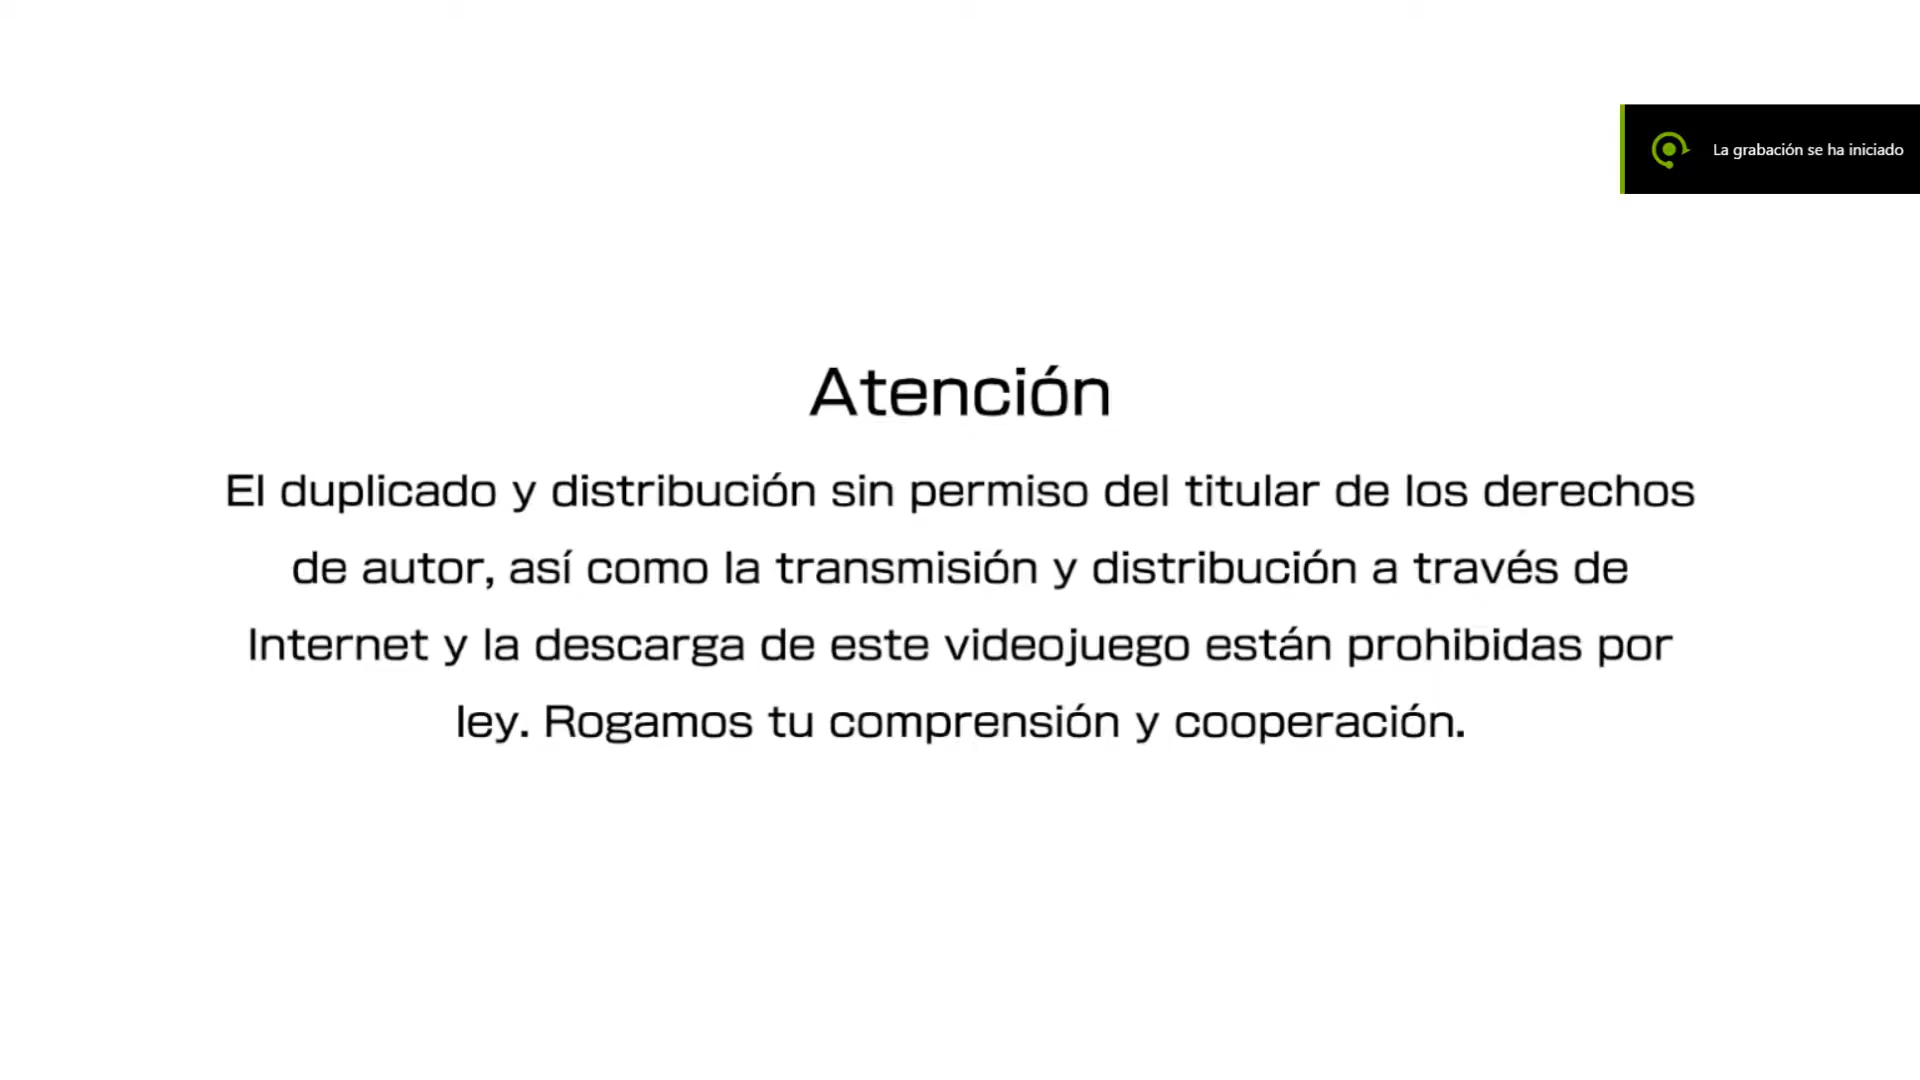 La grabación se ha iniciado
Atención
El duplicado y distribución sin permiso del titular de los derechos
de autor, así como la transmisión y distribución a través de
Internet y la descarga de este videojuego están prohibidas por
ley. Rogamos tu comprensión y cooperación.